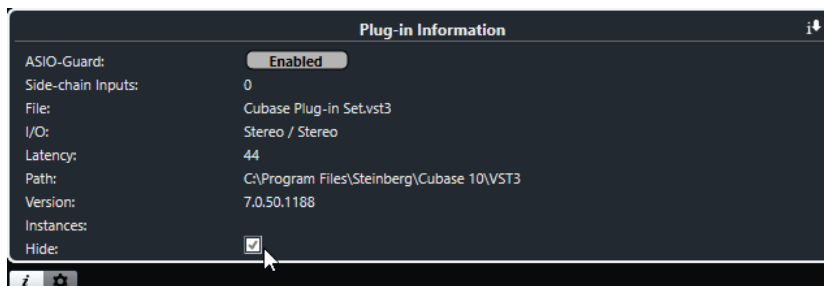 Plug-in Information
i
ASIO-Guard: Enabled
Side-chain Inputs: 0
File: Cubase Plug-in Set.vst3
I/O: Stereo / Stereo
Latency: 44
Path: C:\Program Files\Steinberg\Cubase 10\VST3
Version: 7.0.50.1188
Instances:
Hide:
i